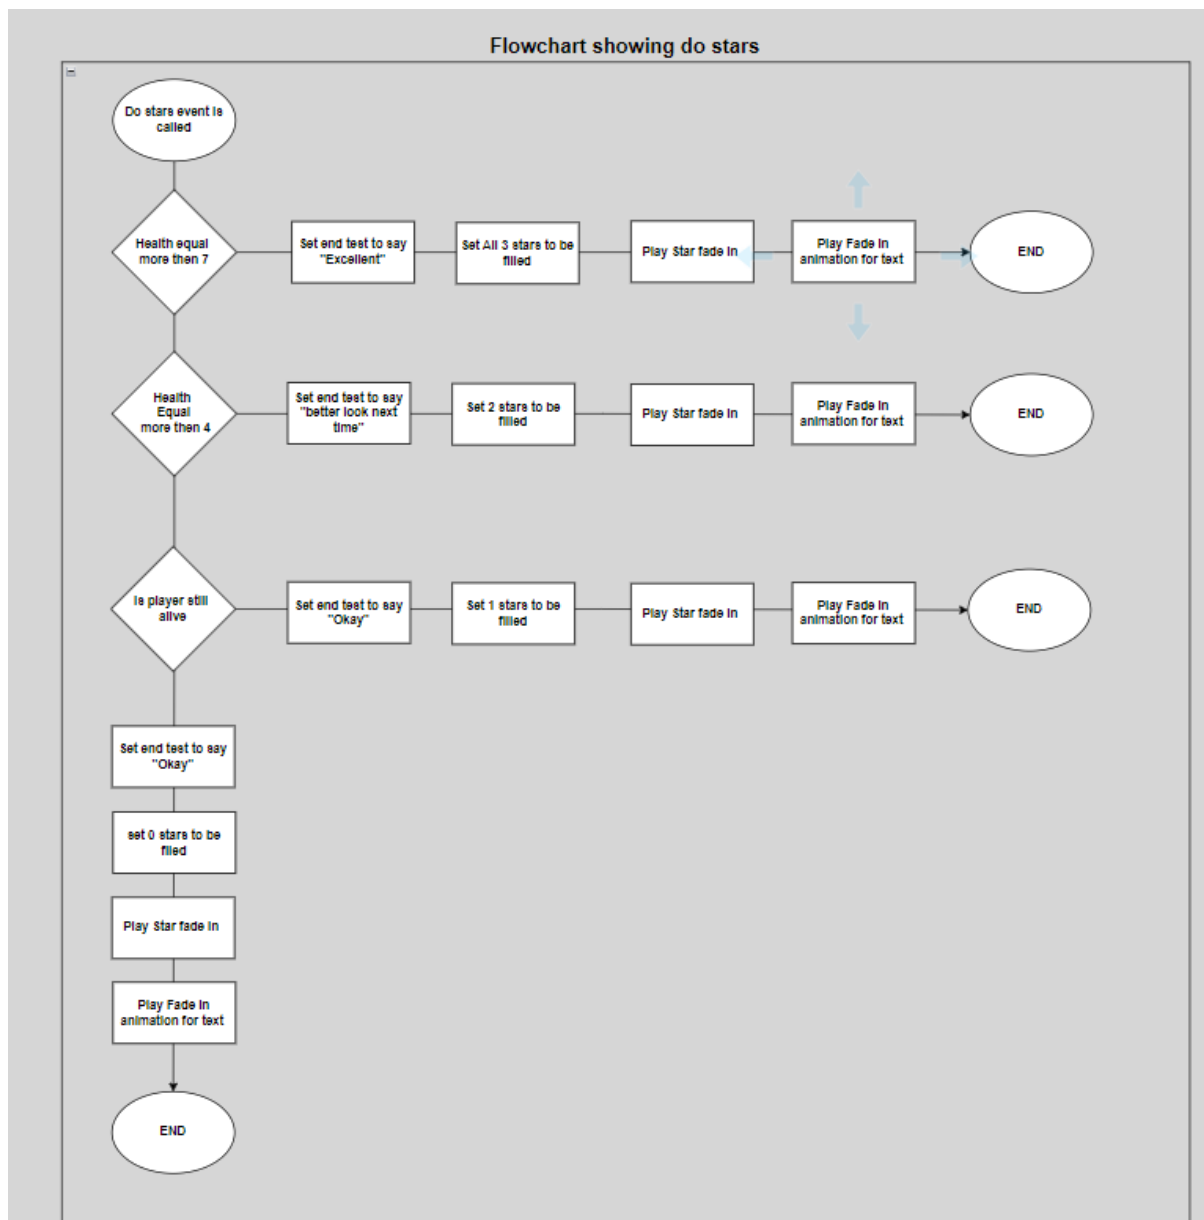 Flowchart showing do stars
Do stars event is
called
Health equal
more then 7
Set end test to say
"Excellent"
Set All 3 stars to be
filled
Play Star fade in
Play Fade in
animation for text
END
Health
Equal
more then 4
Set end test to say
"better look next
time"
Set 2 stars to be
filled
Play Star fade in
Play Fade in
animation for text
END
Is player still
alive
Set end test to say
"Okay"
Set 1 stars to be
filled
Play Star fade in
Play Fade in
animation for text
END
Set end test to say
"Okay"
set 0 stars to be
filed
Play Star fade in
Play Fade in
animation for text
END